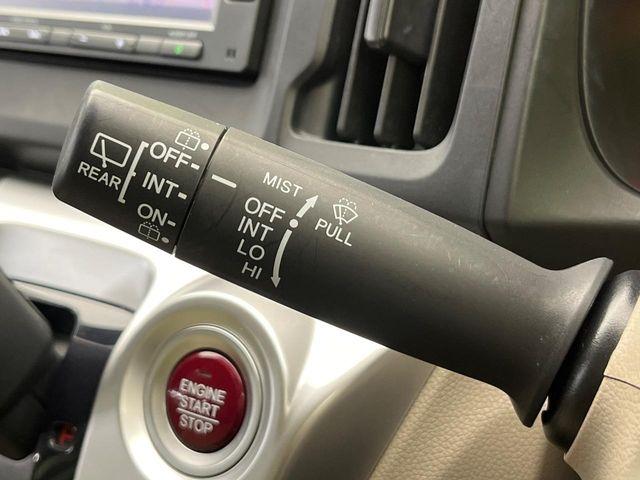 REAR
OFF
INT
ON
MIST
OFF
INT
LO
HI
PULL
ENGINE
START
STOP